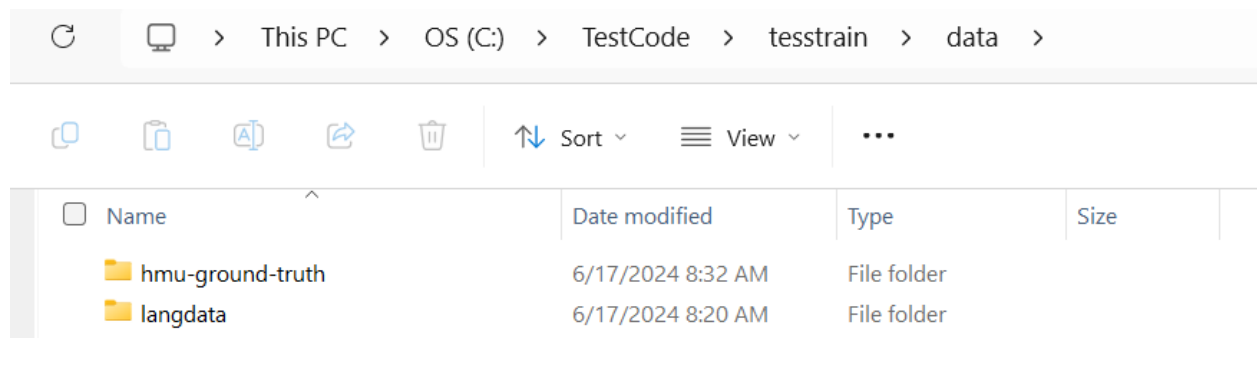 This PC > OS (C:) > TestCode > tesstrain > data >
Sort View •••
Name Date modified Type Size
hmu-ground-truth 6/17/2024 8:32 AM File folder
langdata 6/17/2024 8:20 AM File folder